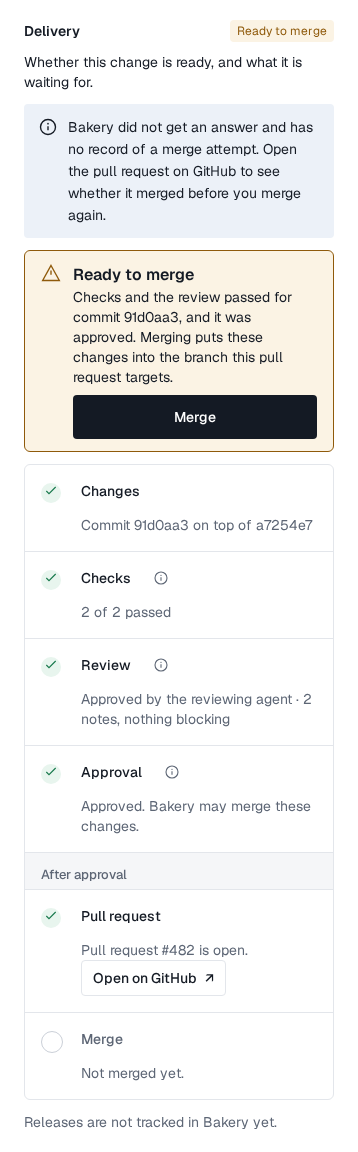 Delivery
Ready to merge
Whether this change is ready, and what it is
waiting for.
Bakery did not get an answer and has
no record of a merge attempt. Open
the pull request on GitHub to see
whether it merged before you merge
again.
Ready to merge
Checks and the review passed for
commit 91d0aa3, and it was
approved. Merging puts these
changes into the branch this pull
request targets.
Merge
Changes
Commit 91d0aa3 on top of a7254e7
Checks
2 of 2 passed
Review
Approved by the reviewing agent · 2
notes, nothing blocking
Approval
Approved. Bakery may merge these
changes.
After approval
Pull request
Pull request #482 is open.
Open on GitHub ↗
Merge
Not merged yet.
Releases are not tracked in Bakery yet.